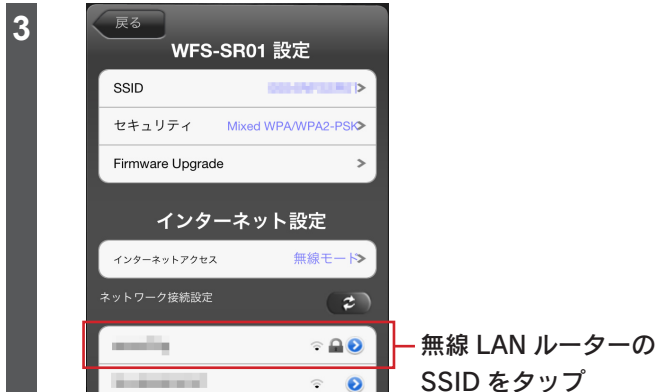 3
戻る
WFS-SR01 設定
SSID
セキュリティ Mixed WPA/WPA2-PSK
Firmware Upgrade
インターネット設定
インターネットアクセス 無線モード
ネットワーク接続設定
無線 LAN ルーターの
SSID をタップ